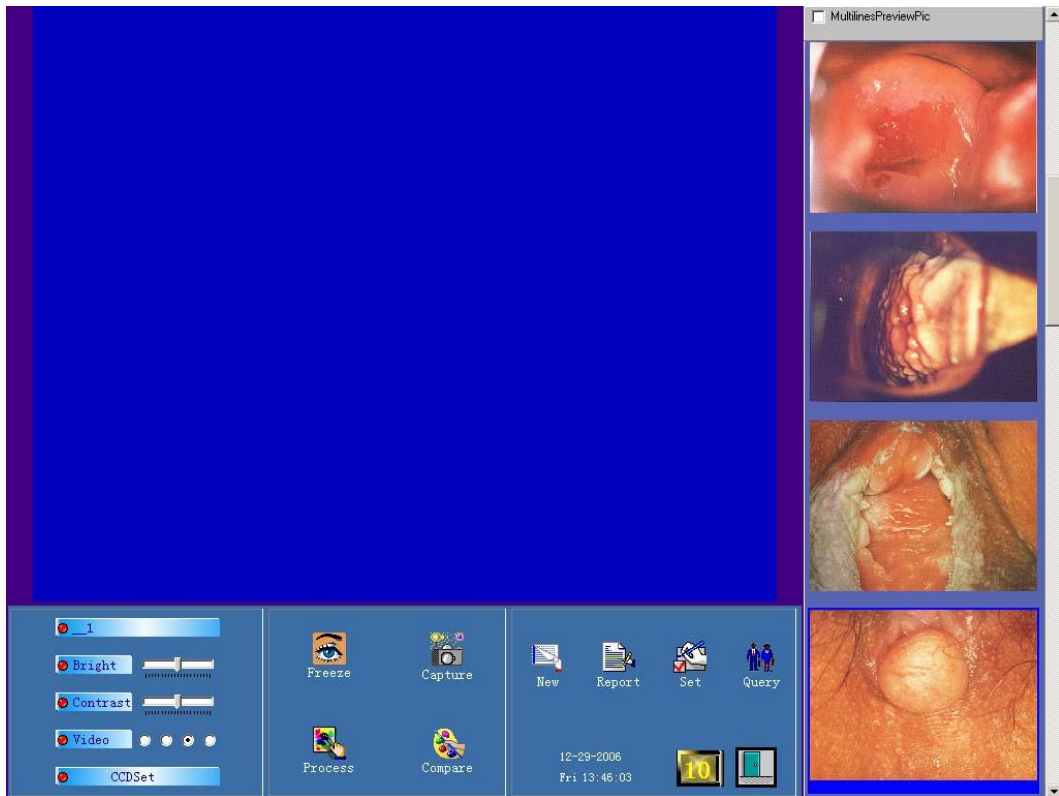 MultilinesPreviewPic
__1
Bright
Contrast
Video
CCDSet
Freeze
Capture
Process
Compare
New
Report
Set
Query
12-29-2006
Fri 13:46:03
10